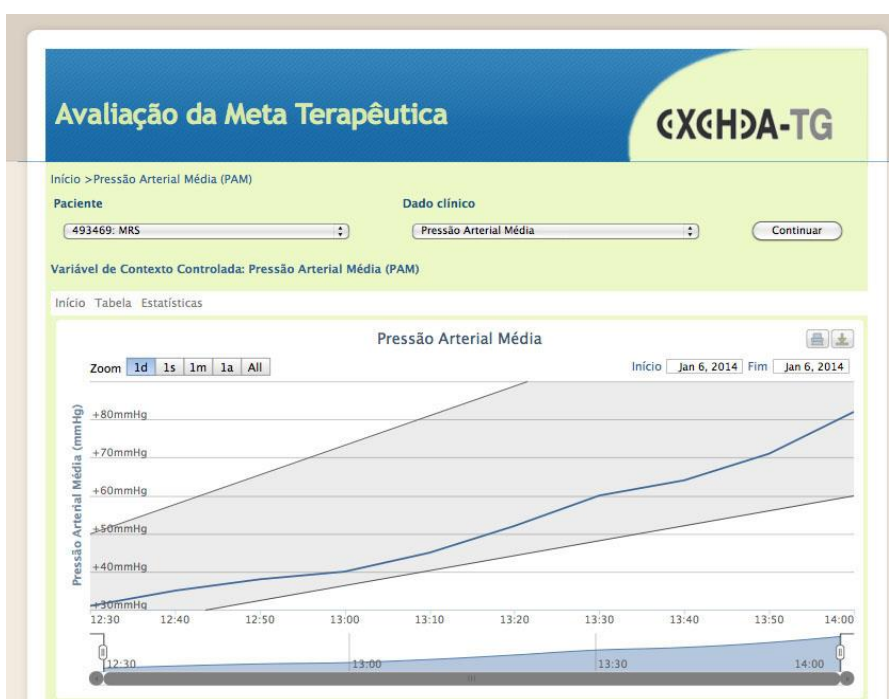 Avaliação da Meta Terapêutica
CXCHDA-TG
Início >Pressão Arterial Média (PAM)
Paciente Dado clínico
493469: MRS Pressão Arterial Média Continuar
Variável de Contexto Controlada: Pressão Arterial Média (PAM)
Início Tabela Estatísticas
Pressão Arterial Média
Zoom 1d 1s 1m 1a All Início Jan 6, 2014 Fim Jan 6, 2014
Pressão Arterial Média (mmHg)
+80mmHg
+70mmHg
+60mmHg
+50mmHg
+40mmHg
+30mmHg
12:30 12:40 12:50 13:00 13:10 13:20 13:30 13:40 13:50 14:00
12:30 13:00 13:30 14:00